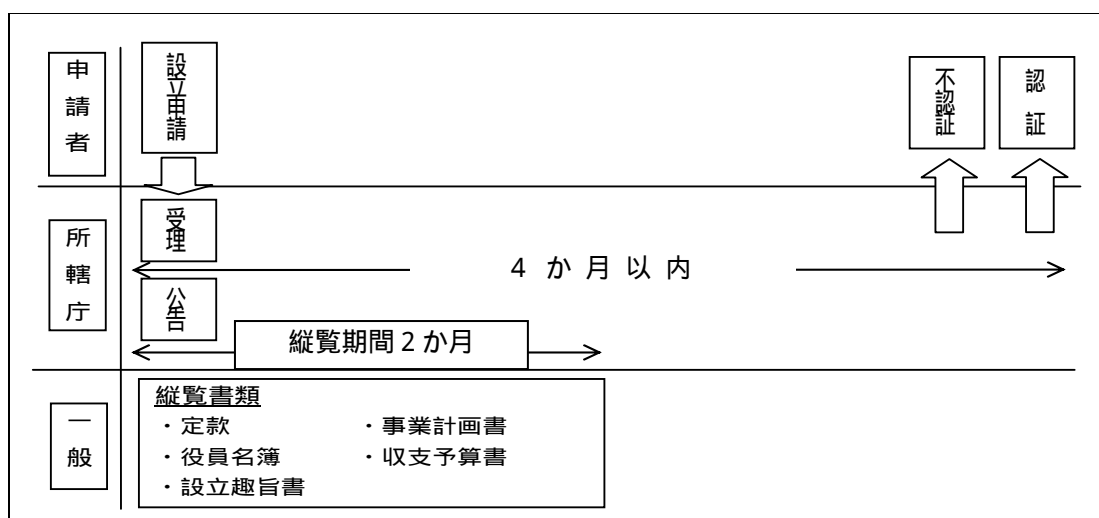 申請者
設立申請
不認証
認証
所轄庁
受理
4か月以内
公告
縦覧期間2か月
一般
縦覧書類
・定款
・事業計画書
・役員名簿
・収支予算書
・設立趣旨書